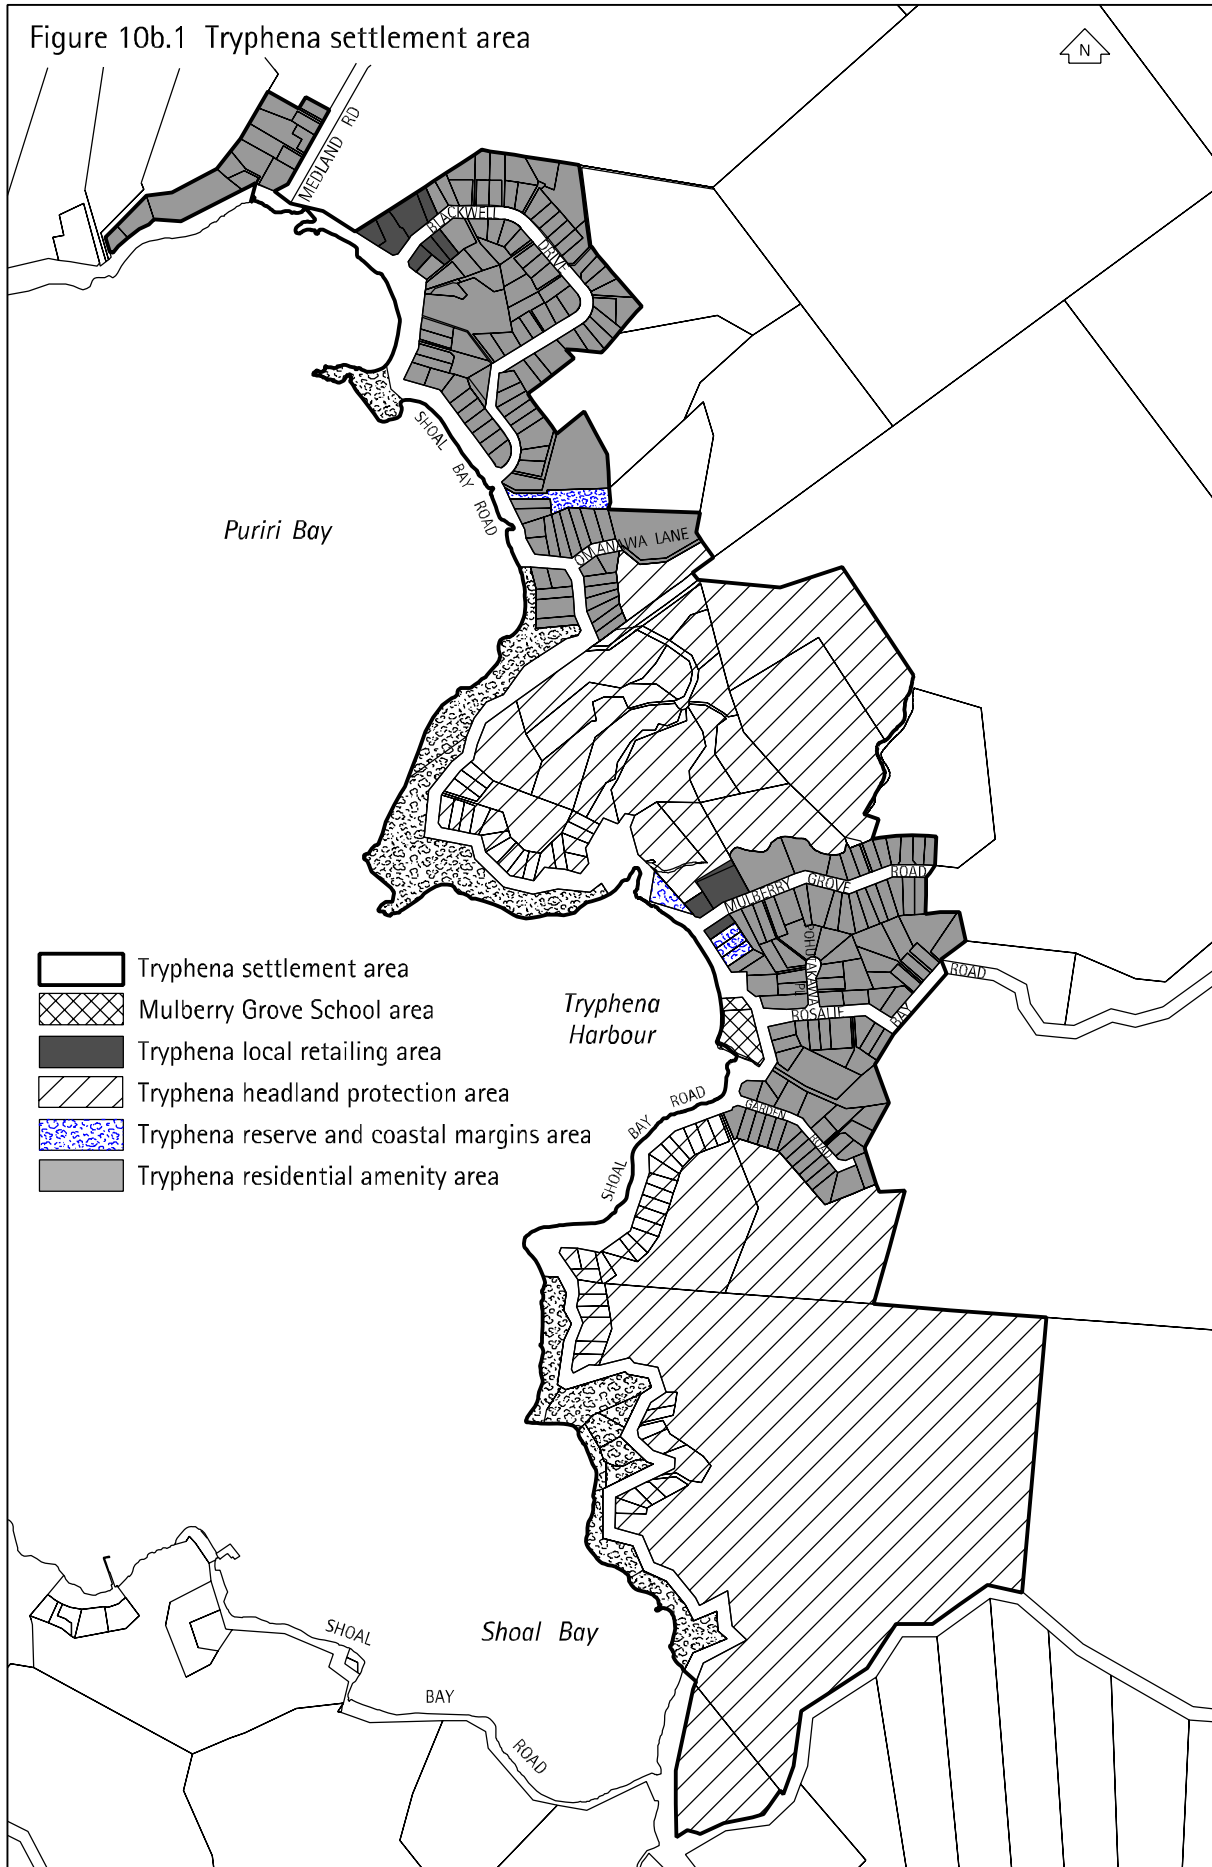 Figure 10b.1 Tryphena settlement area
N
MEDLAND RD
BLACKWELL
DRIVE
SHOAL
BAY
ROAD
Puriri Bay
OMANAWA LANE
MULBERRY GROVE ROAD
POHUTAKAWA
PL
ROSALIE
BAY
ROAD
Tryphena
Harbour
Tryphena settlement area
Mulberry Grove School area
Tryphena local retailing area
Tryphena headland protection area
Tryphena reserve and coastal margins area
Tryphena residential amenity area
GARDEN
ROAD
SHOAL
BAY
ROAD
Shoal Bay
SHOAL
BAY
ROAD